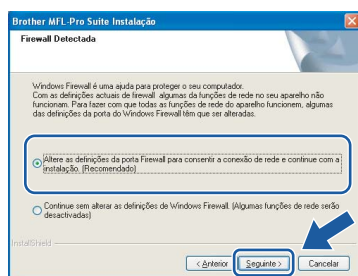 Brother MFL-Pro Suite Instalação
Firewall Detectada
Windows Firewall é uma ajuda para proteger o seu computador.
Com as definições actuais de firewall algumas da funções de rede no seu aparelho não
funcionam. Para fazer com que todas as funções de rede do aparelho funcionem, algumas
das definições da porta do Windows Firewall têm que ser alteradas.
Altere as definições da porta Firewall para consentir a conexão de rede e continue com a
instalação. (Recomendado)
Continue sem alterar as definições de Windows Firewall. (Algumas funções de rede serão
desactivadas)
InstallShield
< Anterior
Seguinte >
Cancelar